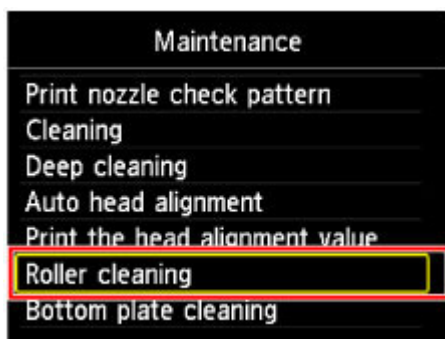 Maintenance
Print nozzle check pattern
Cleaning
Deep cleaning
Auto head alignment
Print the head alignment value
Roller cleaning
Bottom plate cleaning